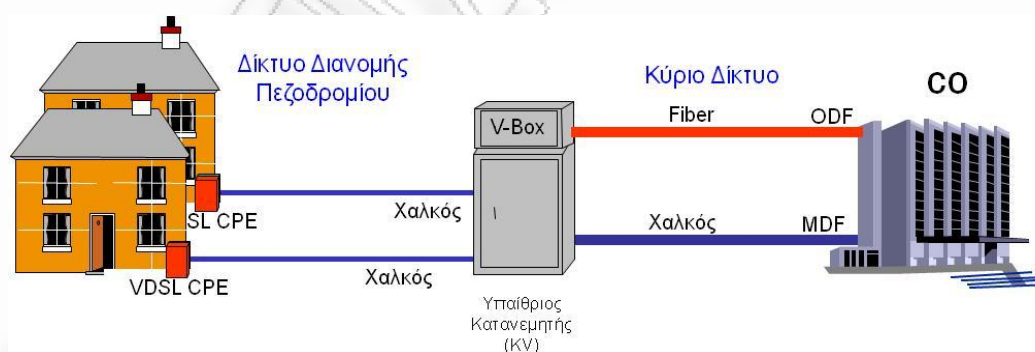 Δίκτυο Διανομής
Πεζοδρομίου
Κύριο Δίκτυο
CO
V-Box
Fiber
ODF
SL CPE
Χαλκός
Χαλκός
MDF
VDSL CPE
Χαλκός
Υπαίθριος
Κατανεμητής
(KV)